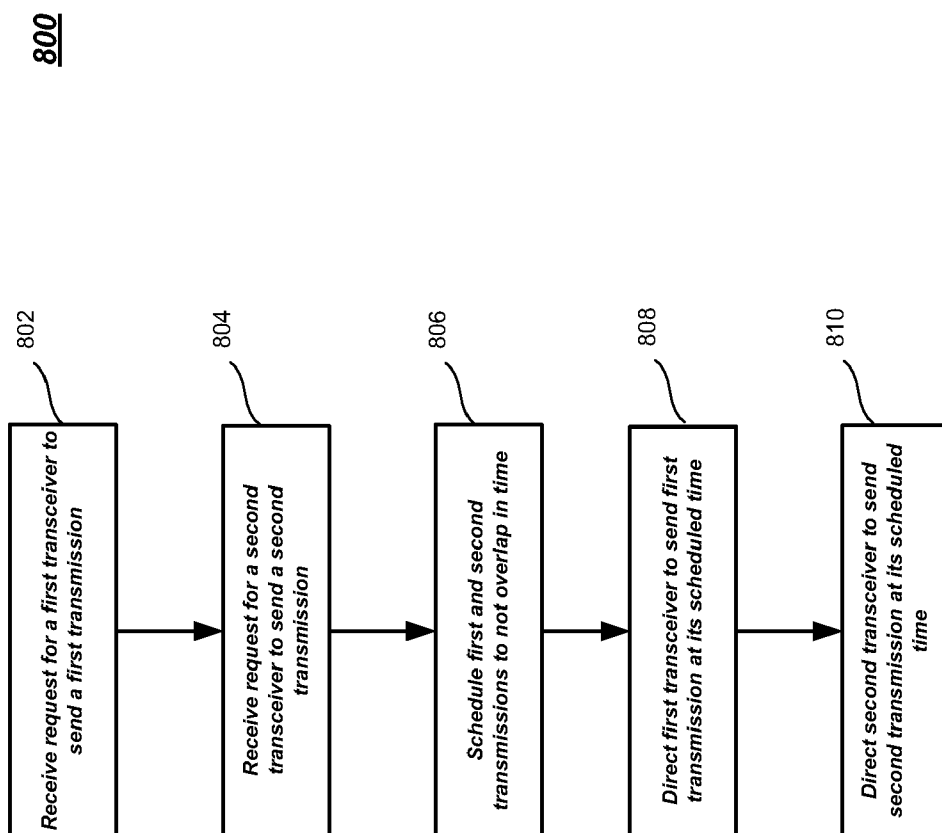 800
802
Receive request for a first transceiver to
send a first transmission
804
Receive request for a second
transceiver to send a second
transmission
806
Schedule first and second
transmissions to not overlap in time
808
Direct first transceiver to send first
transmission at its scheduled time
810
Direct second transceiver to send
second transmission at its scheduled
time